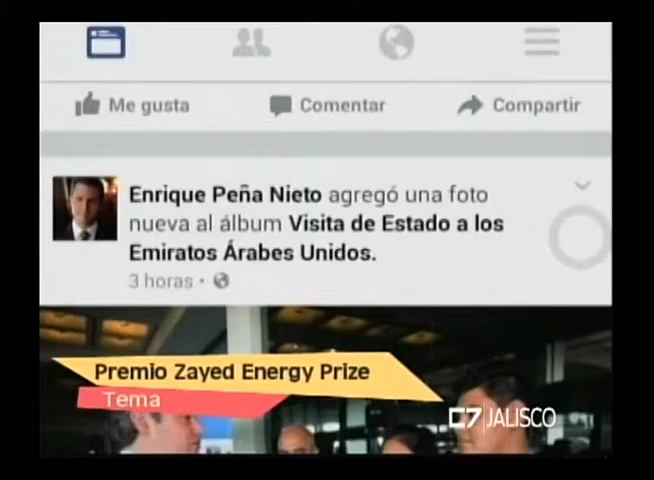 Me gusta
Comentar
Compartir
Enrique Peña Nieto agregó una foto
nueva al álbum Visita de Estado a los
Emiratos Árabes Unidos.
3 horas ·
Premio Zayed Energy Prize
Tema
C7 JALISCO